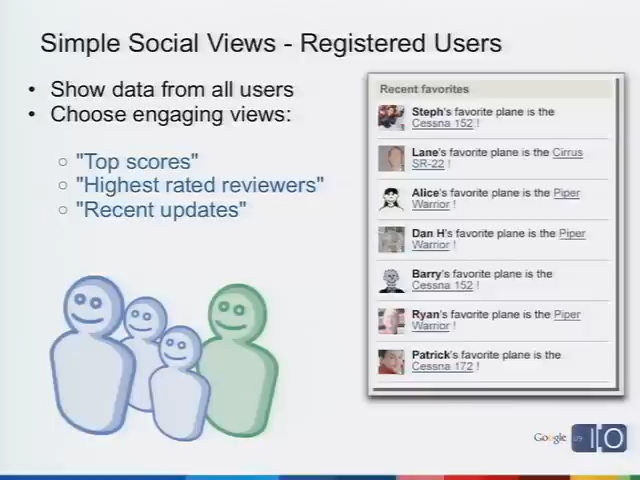 Simple Social Views - Registered Users
• Show data from all users
• Choose engaging views:
○ "Top scores"
○ "Highest rated reviewers"
○ "Recent updates"
Recent favorites
Steph's favorite plane is the
Cessna 152 !
Lane's favorite plane is the Cirrus
SR-22 !
Alice's favorite plane is the Piper
Warrior !
Dan H's favorite plane is the Piper
Warrior !
Barry's favorite plane is the
Cessna 152 !
Ryan's favorite plane is the Piper
Warrior !
Patrick's favorite plane is the
Cessna 172 !
Google 09 IO